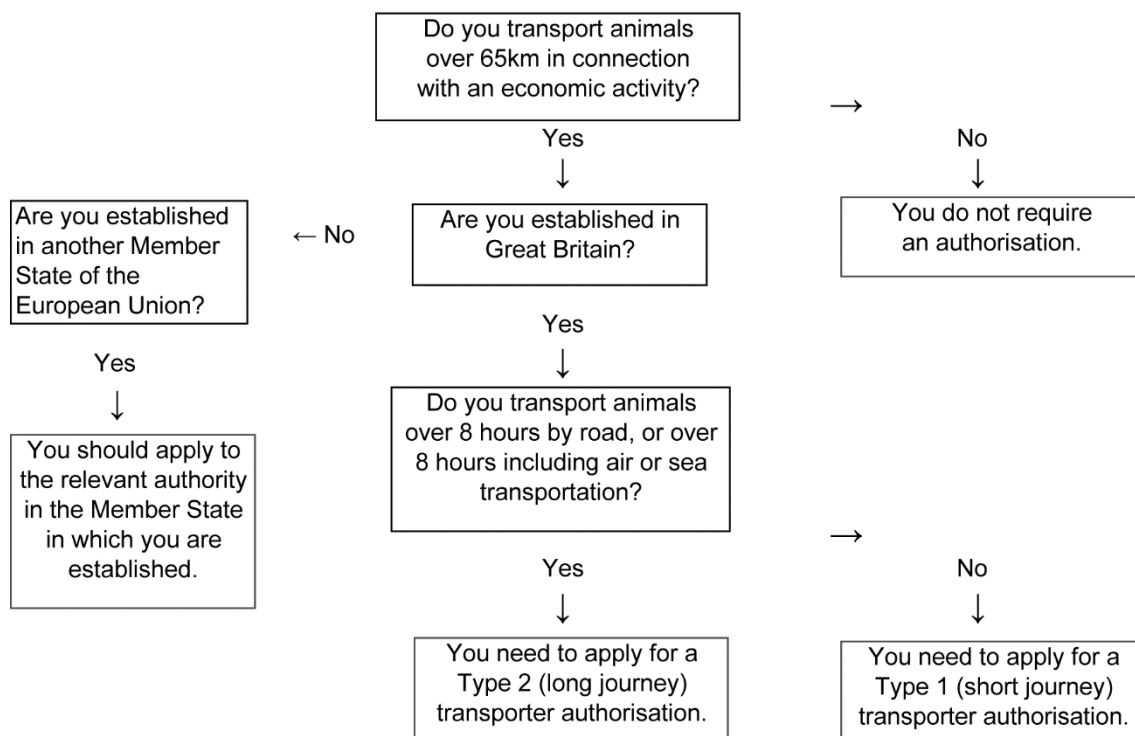 Do you transport animals
over 65km in connection
with an economic activity?
→
Yes
No
↓
↓
Are you established
in another Member
State of the
European Union?
← No
Are you established in
Great Britain?
You do not require
an authorisation.
Yes
Yes
↓
↓
You should apply to
the relevant authority
in the Member State
in which you are
established.
Do you transport animals
over 8 hours by road, or over
8 hours including air or sea
transportation?
→
Yes
No
↓
↓
You need to apply for a
Type 2 (long journey)
transporter authorisation.
You need to apply for a
Type 1 (short journey)
transporter authorisation.